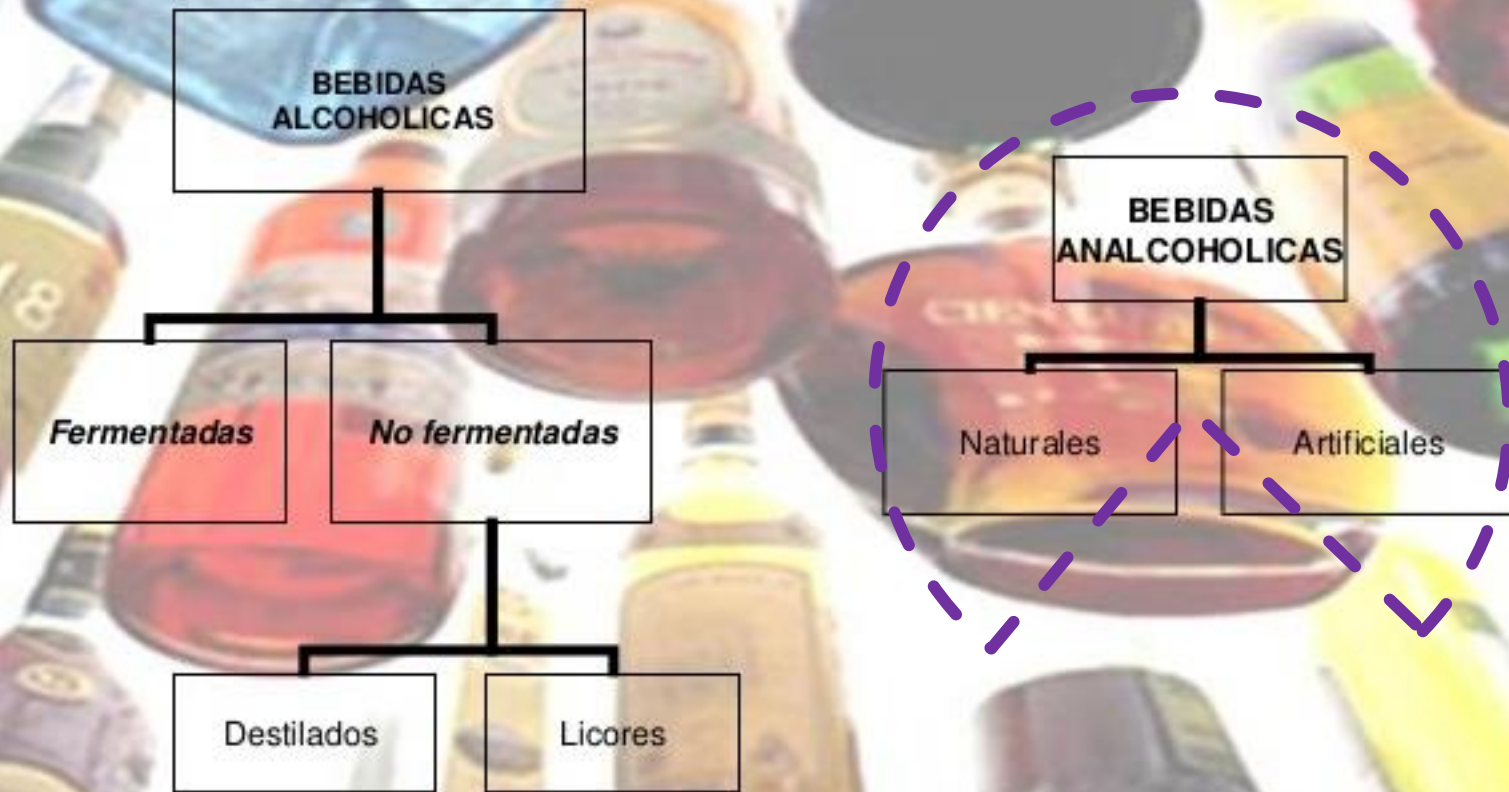 BEBIDAS
ALCOHOLICAS
BEBIDAS
ANALCOHOLICAS
Fermentadas
No fermentadas
Naturales
Artificiales
Destilados
Licores